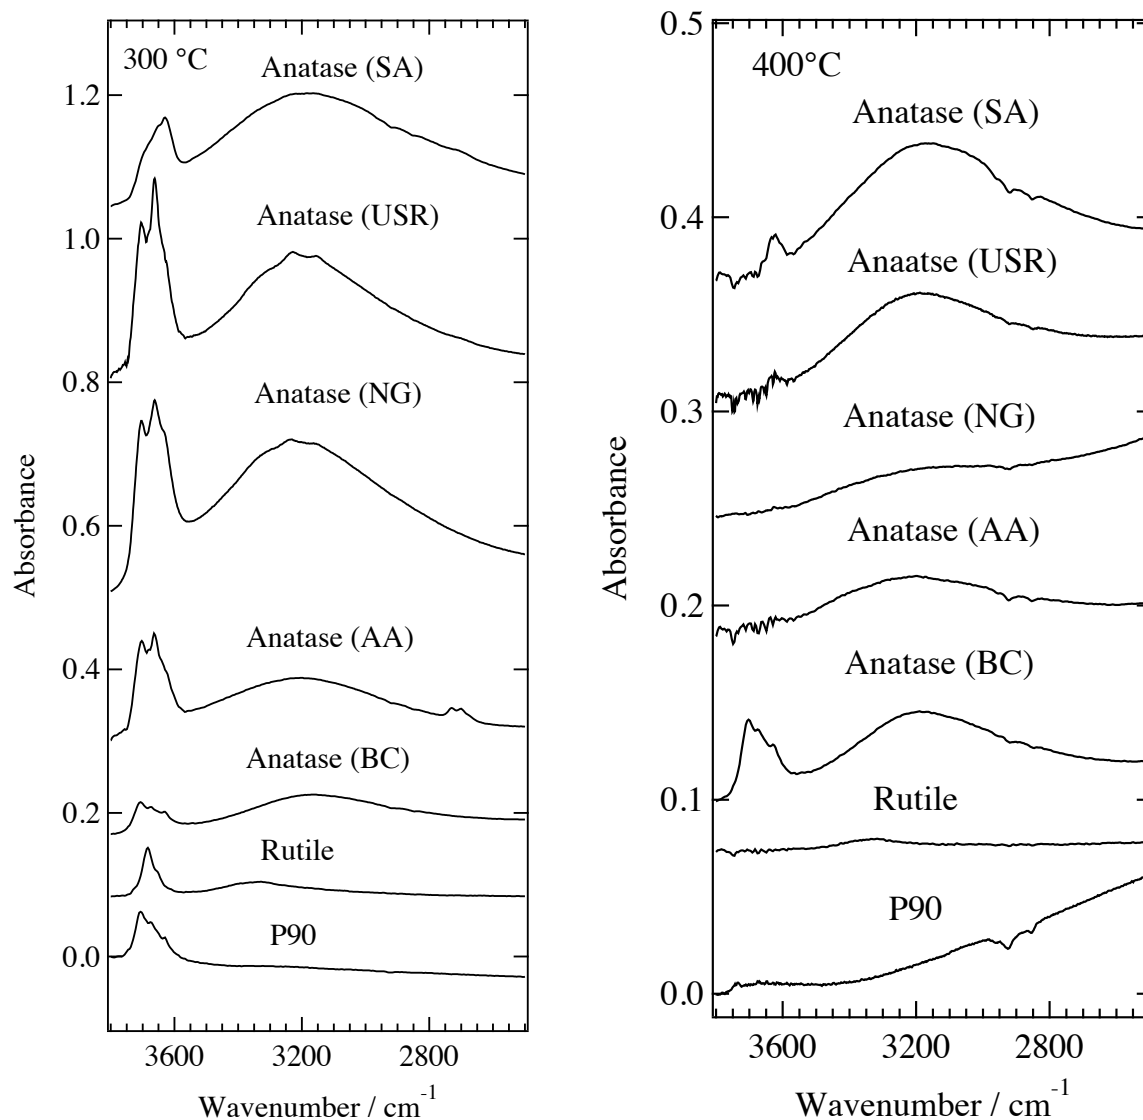 300 °C
Anatase (SA)
1.2
Anatase (USR)
1.0
Anatase (NG)
0.8
0.6
Anatase (AA)
0.4
Anatase (BC)
0.2
Rutile
P90
0.0
Absorbance
3600 3200 2800
Wavenumber / cm-1
0.5
400°C
Anatase (SA)
0.4
Anaatse (USR)
Anatase (NG)
0.3
Anatase (AA)
0.2
Anatase (BC)
Rutile
0.1
P90
0.0
Absorbance
3600 3200 2800
Wavenumber / cm-1